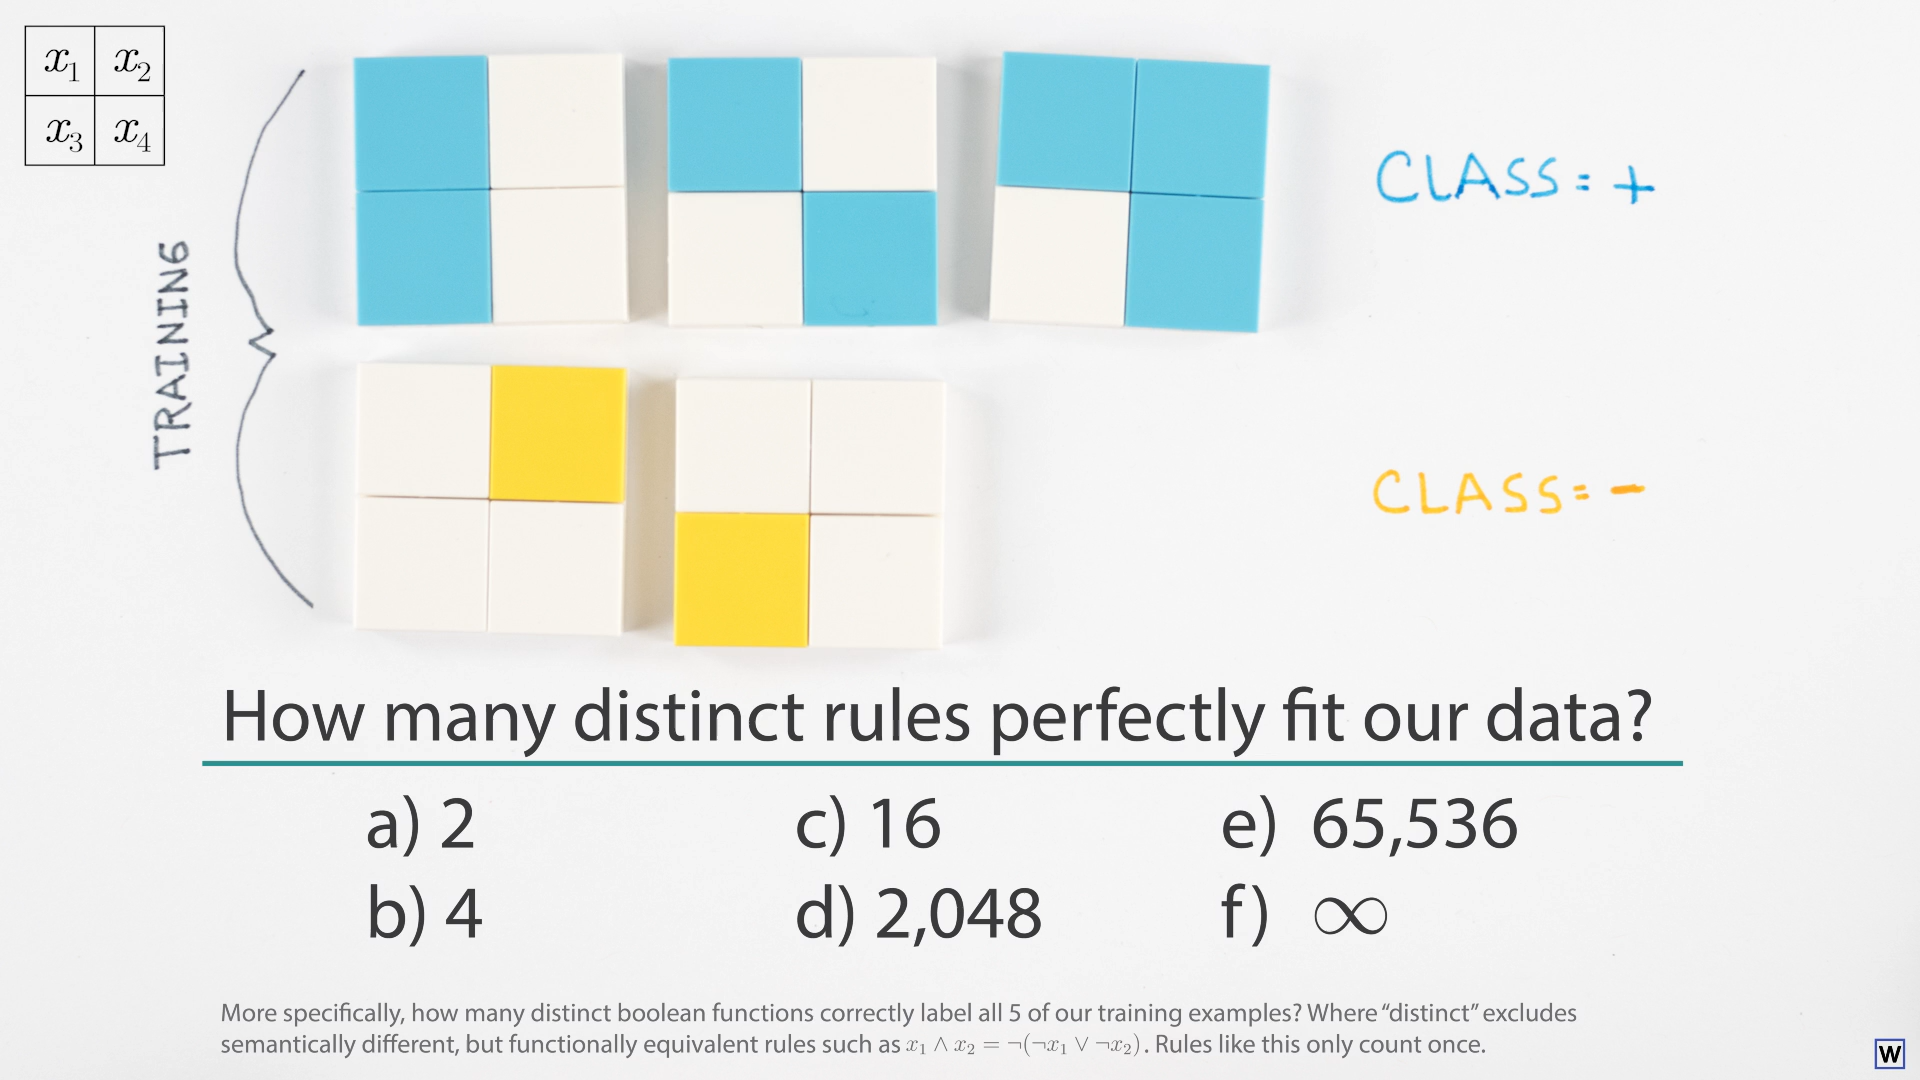 x₁ x₂
x₃ x₄
TRAINING
CLASS = +
CLASS = -
How many distinct rules perfectly fit our data?
a) 2 c) 16 e) 65,536
b) 4 d) 2,048 f) ∞
More specifically, how many distinct boolean functions correctly label all 5 of our training examples? Where “distinct” excludes
semantically different, but functionally equivalent rules such as x₁ ∧ x₂ = ¬(¬x₁ ∨ ¬x₂). Rules like this only count once.
W